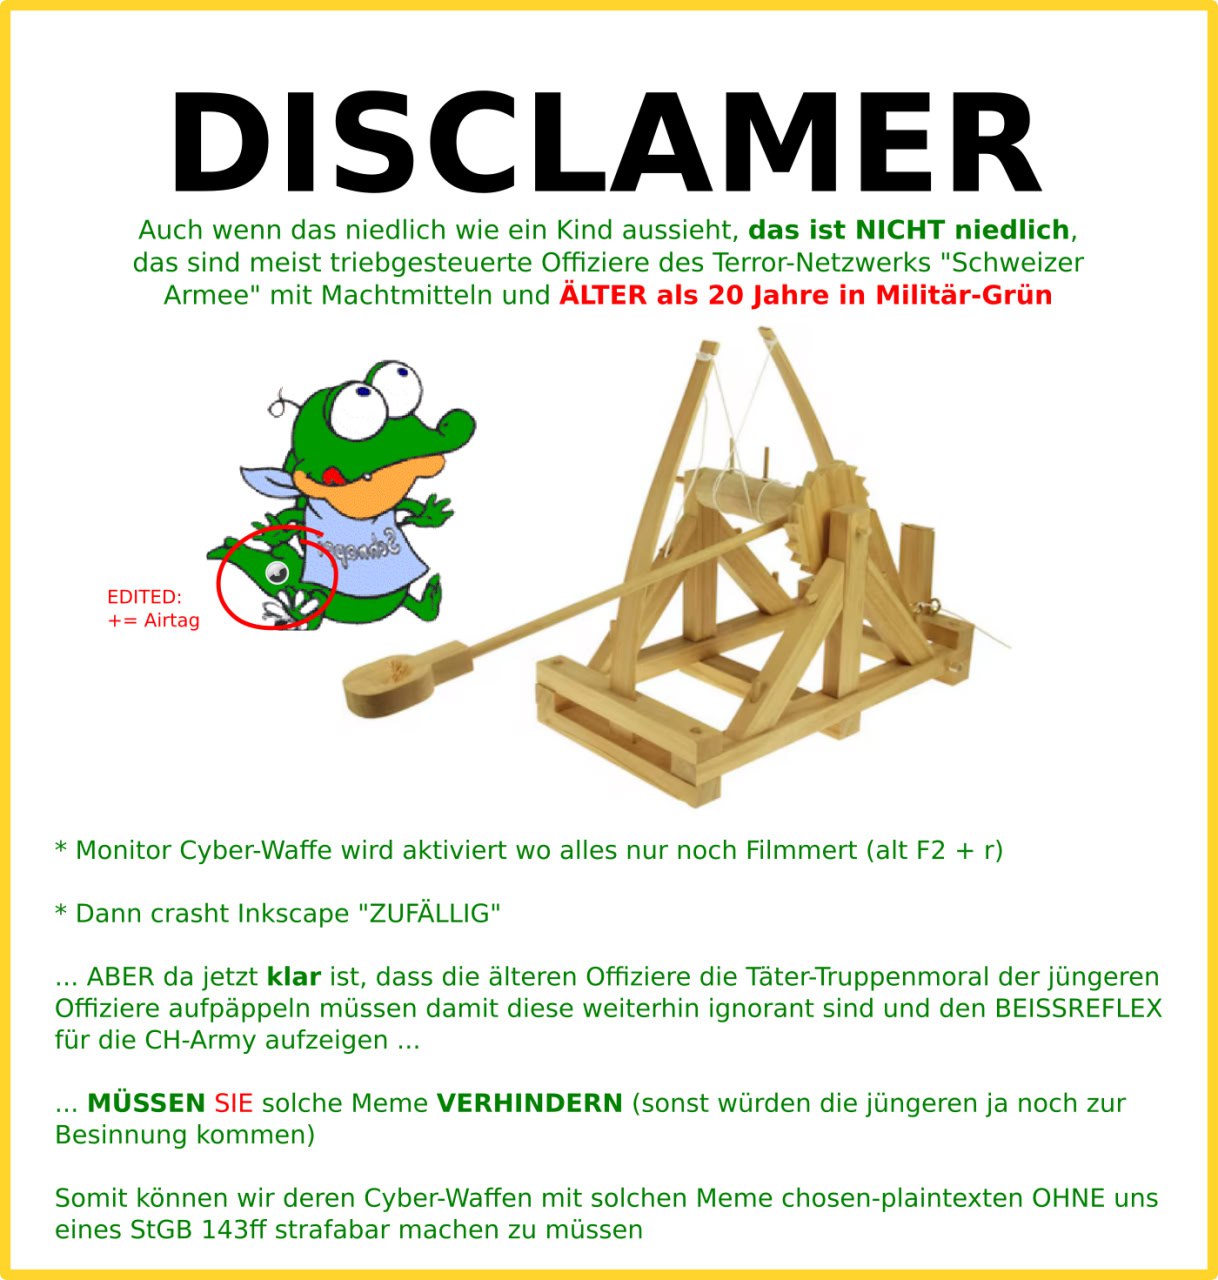 DISCLAMER
Auch wenn das niedlich wie ein Kind aussieht, das ist NICHT niedlich,
das sind meist triebgesteuerte Offiziere des Terror-Netzwerks "Schweizer
Armee" mit Machtmitteln und ÄLTER als 20 Jahre in Militär-Grün
Schnappi
EDITED:
+= Airtag
* Monitor Cyber-Waffe wird aktiviert wo alles nur noch Filmmert (alt F2 + r)
* Dann crasht Inkscape "ZUFÄLLIG"
... ABER da jetzt klar ist, dass die älteren Offiziere die Täter-Truppenmoral der jüngeren
Offiziere aufpäppeln müssen damit diese weiterhin ignorant sind und den BEISSREFLEX
für die CH-Army aufzeigen ...
... MÜSSEN SIE solche Meme VERHINDERN (sonst würden die jüngeren ja noch zur
Besinnung kommen)
Somit können wir deren Cyber-Waffen mit solchen Meme chosen-plaintexten OHNE uns
eines StGB 143ff strafabar machen zu müssen